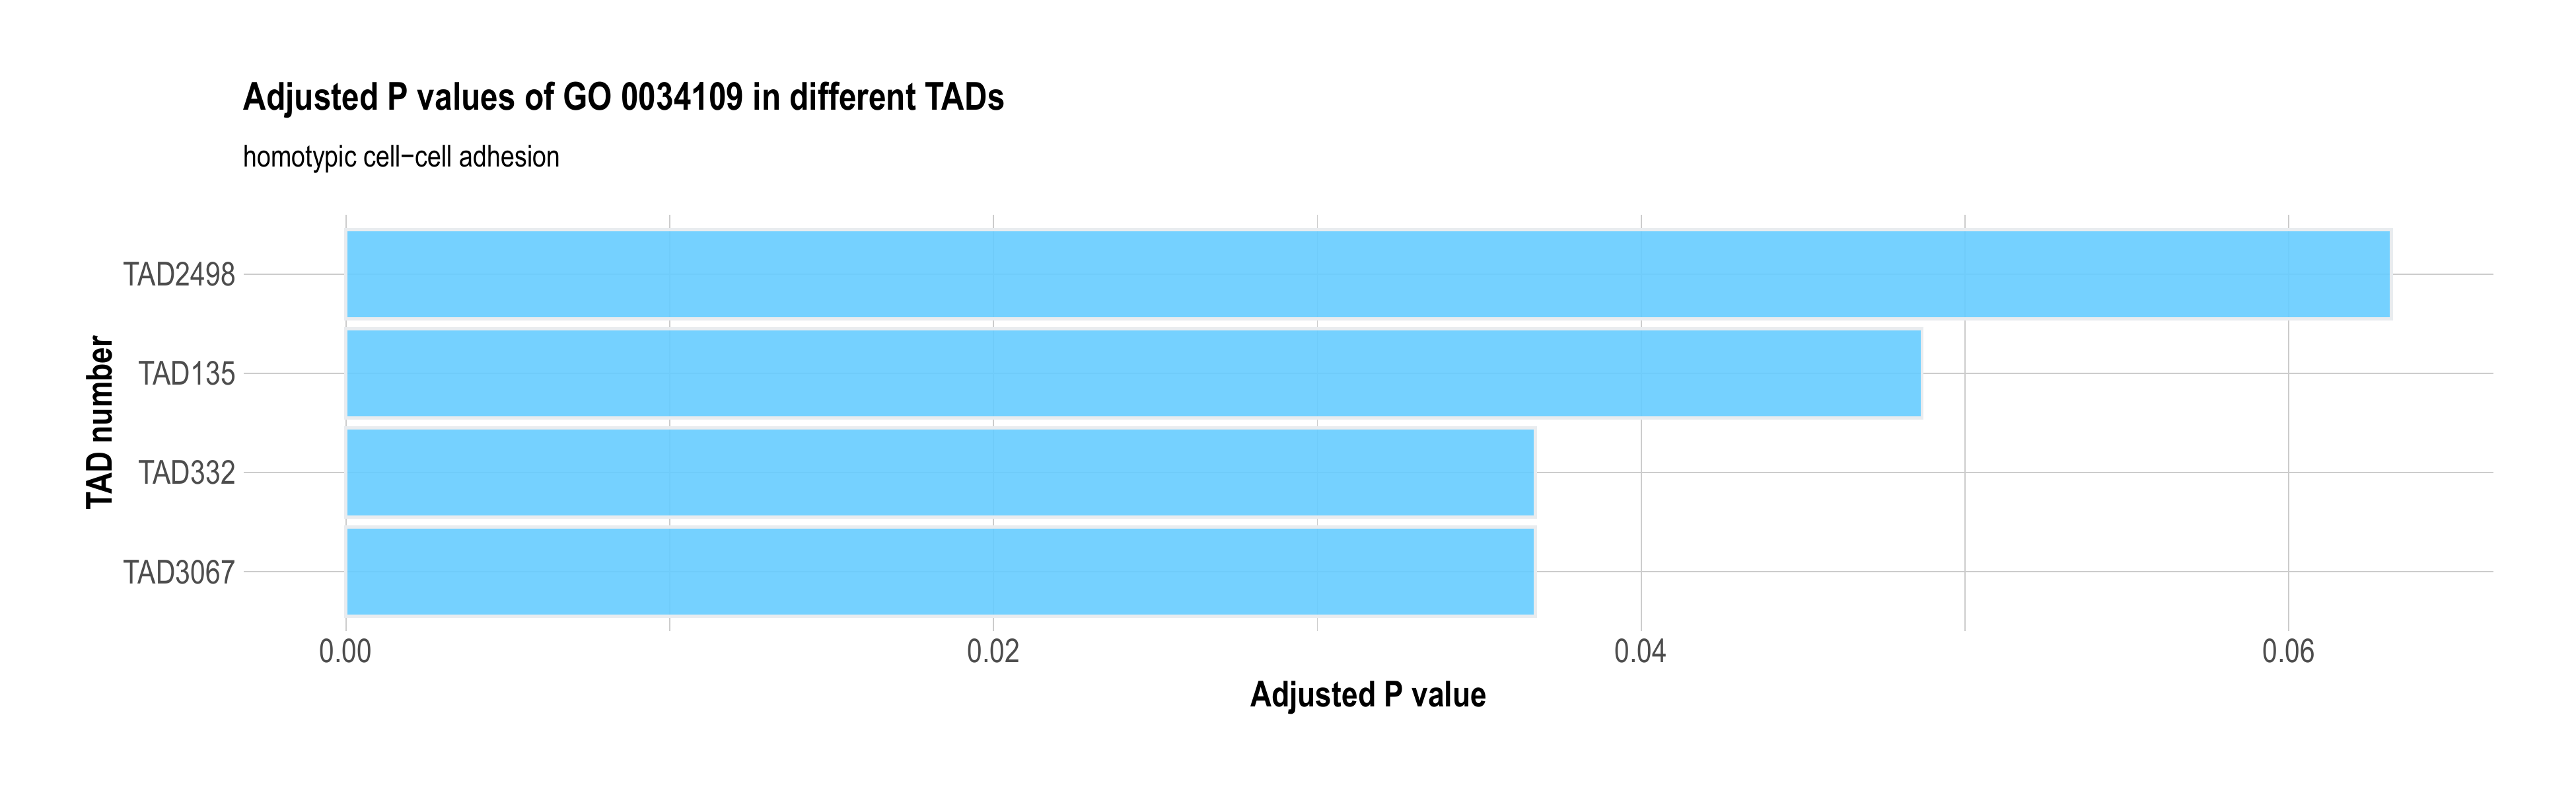 Adjusted P values of GO 0034109 in different TADs
homotypic cell−cell adhesion
TAD number
TAD2498
TAD135
TAD332
TAD3067
0.00 0.02 0.04 0.06
Adjusted P value